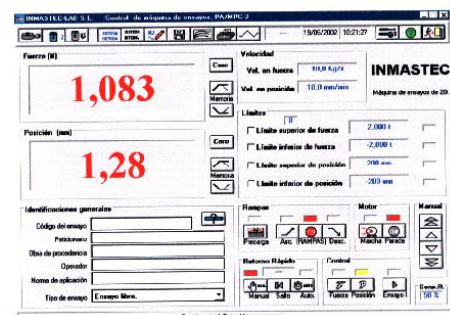 INMASTEC-LAB S.L. Control de máquina de ensayos, PA/MPC-2
19/06/2002 10:21:27
Fuerza (N)
1,083
Cero
Memoria
Posición (mm)
1,28
Cero
Memoria
Velocidad
Vel. en fuerza 10,0 Kg/s
Vel. en posición 10,0 mm/min
INMASTEC
Máquina de ensayos de 20
Límites
Límite superior de fuerza 2,000 t
Límite inferior de fuerza -2,000 t
Límite superior de posición 200 mm
Límite inferior de posición -200 mm
Identificaciones generales
Código del ensayo
Peticionario
Obra de procedencia
Operador
Norma de aplicación
Tipo de ensayo Ensayo libre.
Rampas
Precarga Asc. (RAMPAS) Desc.
Motor
Marcha Parada
Manual
Retorno Rápido
Manual Salto Auto.
Control
Fuerza Posición Ensayo
50 %